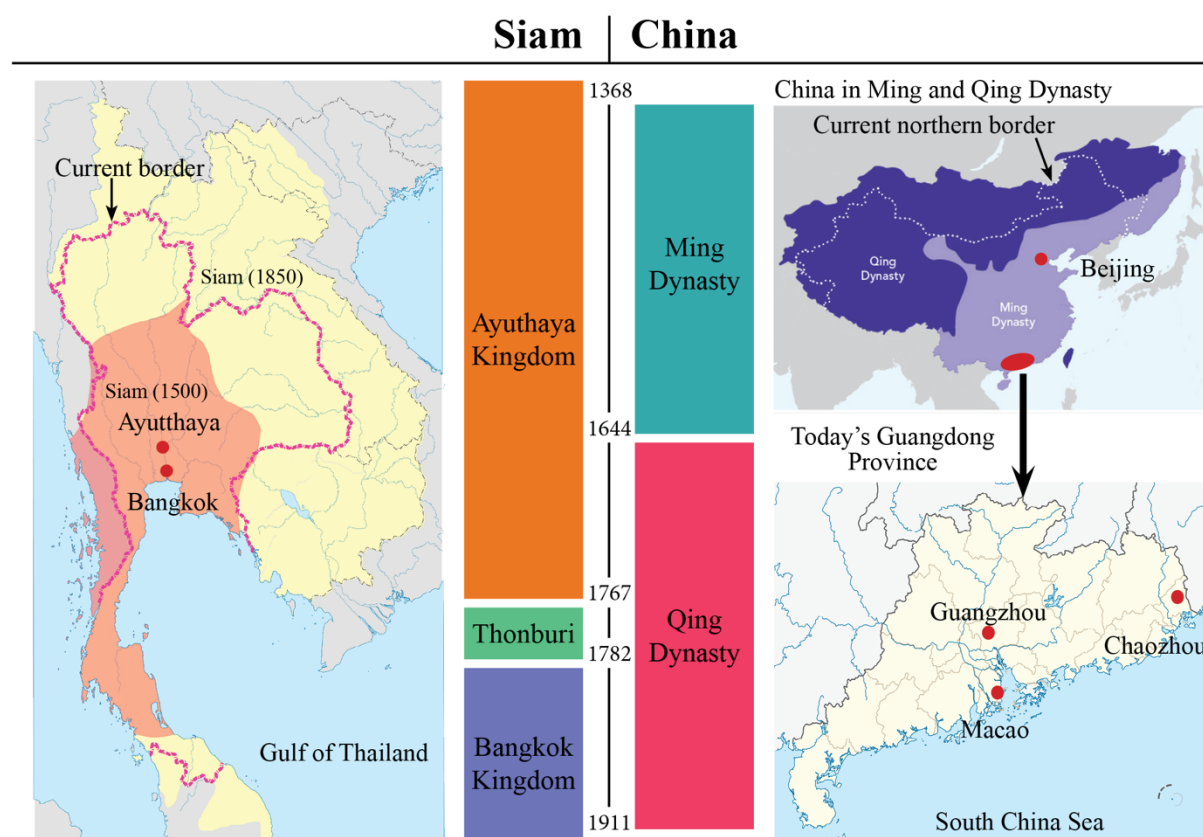 Siam
China
Current border
Siam (1850)
Siam (1500)
Ayutthaya
Bangkok
Gulf of Thailand
Ayuthaya
Kingdom
Thonburi
Bangkok
Kingdom
1368
1644
1767
1782
1911
Ming
Dynasty
Qing
Dynasty
China in Ming and Qing Dynasty
Current northern border
Qing
Dynasty
Beijing
Ming
Dynasty
Today's Guangdong
Province
Guangzhou
Chaozhou
Macao
South China Sea